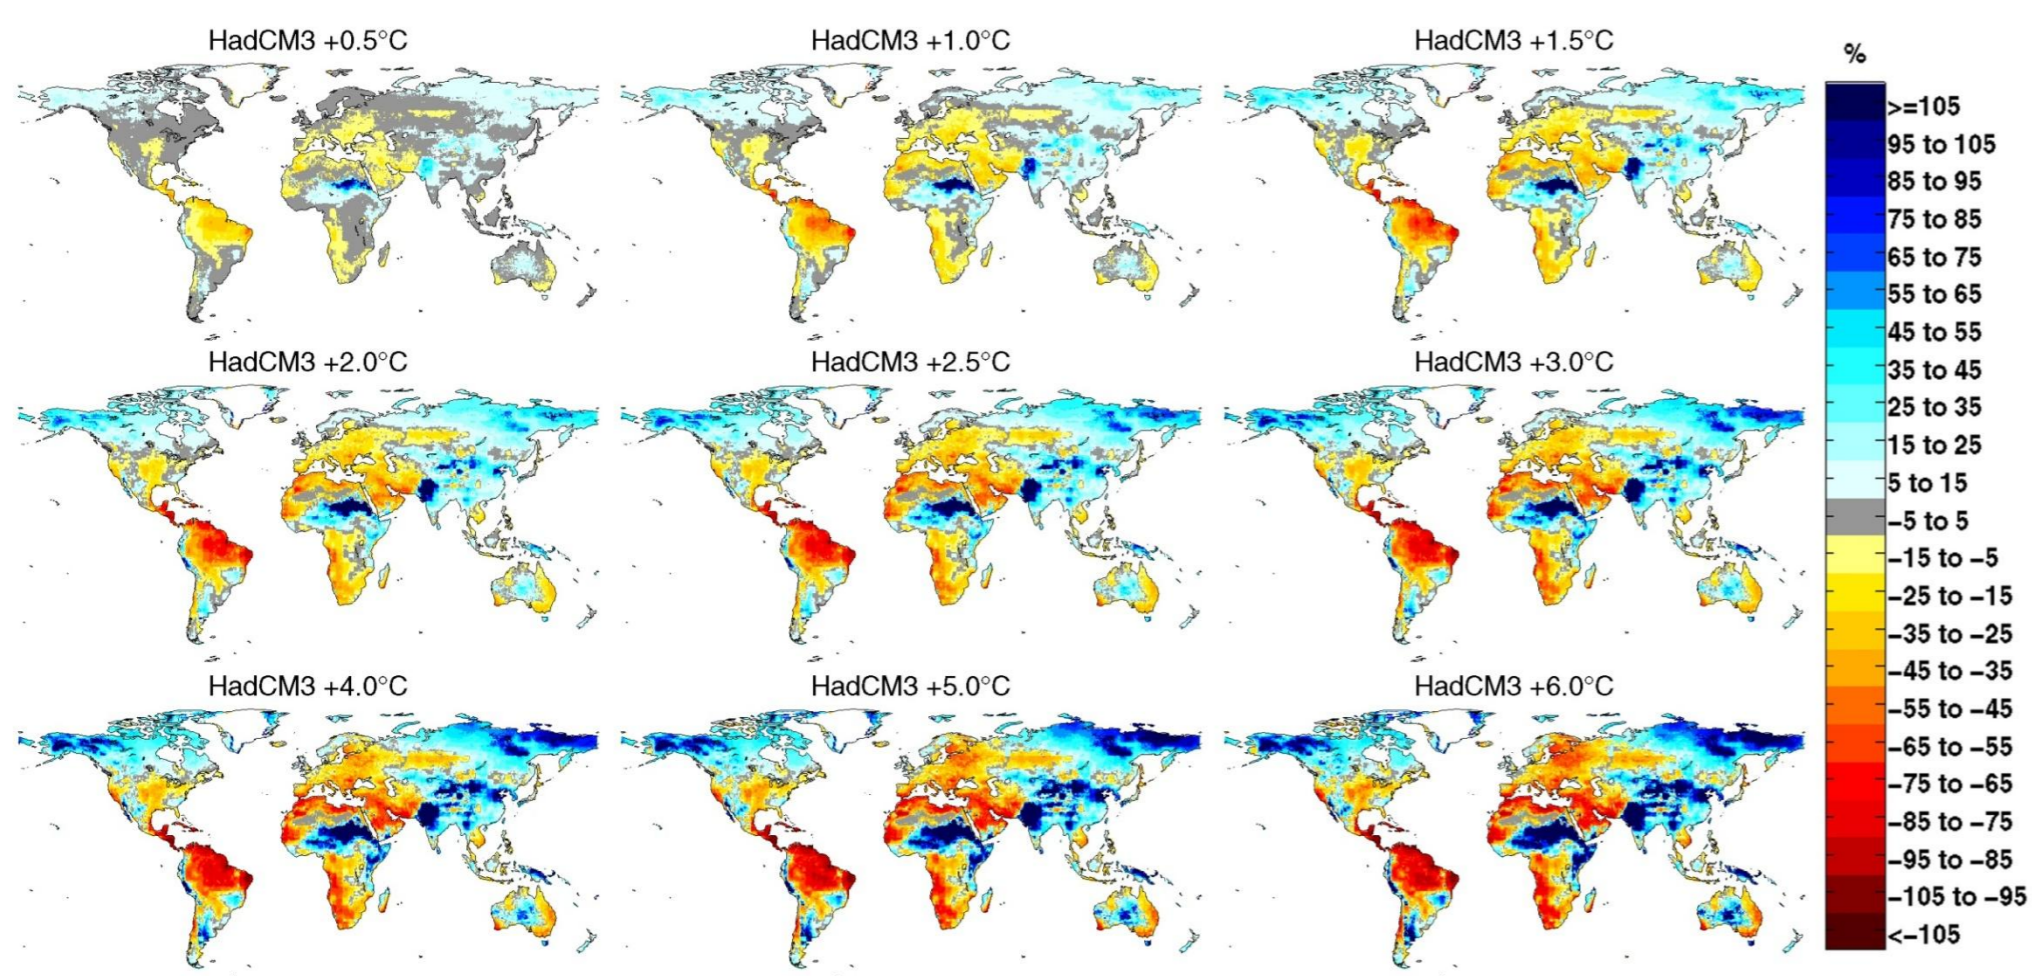 HadCM3 +0.5°C
HadCM3 +1.0°C
HadCM3 +1.5°C
HadCM3 +2.0°C
HadCM3 +2.5°C
HadCM3 +3.0°C
HadCM3 +4.0°C
HadCM3 +5.0°C
HadCM3 +6.0°C
%
>=105
95 to 105
85 to 95
75 to 85
65 to 75
55 to 65
45 to 55
35 to 45
25 to 35
15 to 25
5 to 15
−5 to 5
−15 to −5
−25 to −15
−35 to −25
−45 to −35
−55 to −45
−65 to −55
−75 to −65
−85 to −75
−95 to −85
−105 to −95
<−105